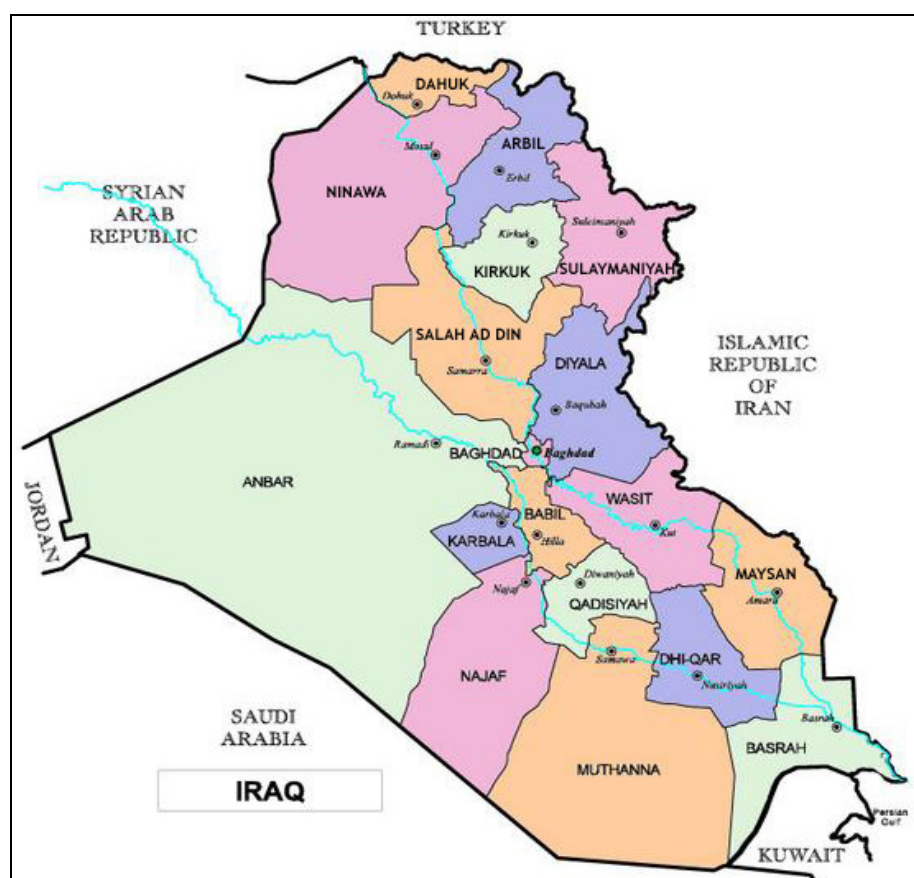 TURKEY
DAHUK
Dohuk
ARBIL
Mosul
Erbil
NINAWA
SYRIAN
ARAB
REPUBLIC
Suleimaniyah
Kirkuk
KIRKUK
SULAYMANIYAH
SALAH AD DIN
Samarra
DIYALA
ISLAMIC
REPUBLIC
OF
IRAN
Baqubah
Ramadi
BAGHDAD
Baghdad
ANBAR
JORDAN
WASIT
Kut
BABIL
Karbala
KARBALA
Hilla
MAYSAN
Amara
Najaf
Diwaniyah
QADISIYAH
Samawa
DHI-QAR
Nasiriyah
NAJAF
SAUDI
ARABIA
Basrah
BASRAH
MUTHANNA
IRAQ
Persian
Gulf
KUWAIT